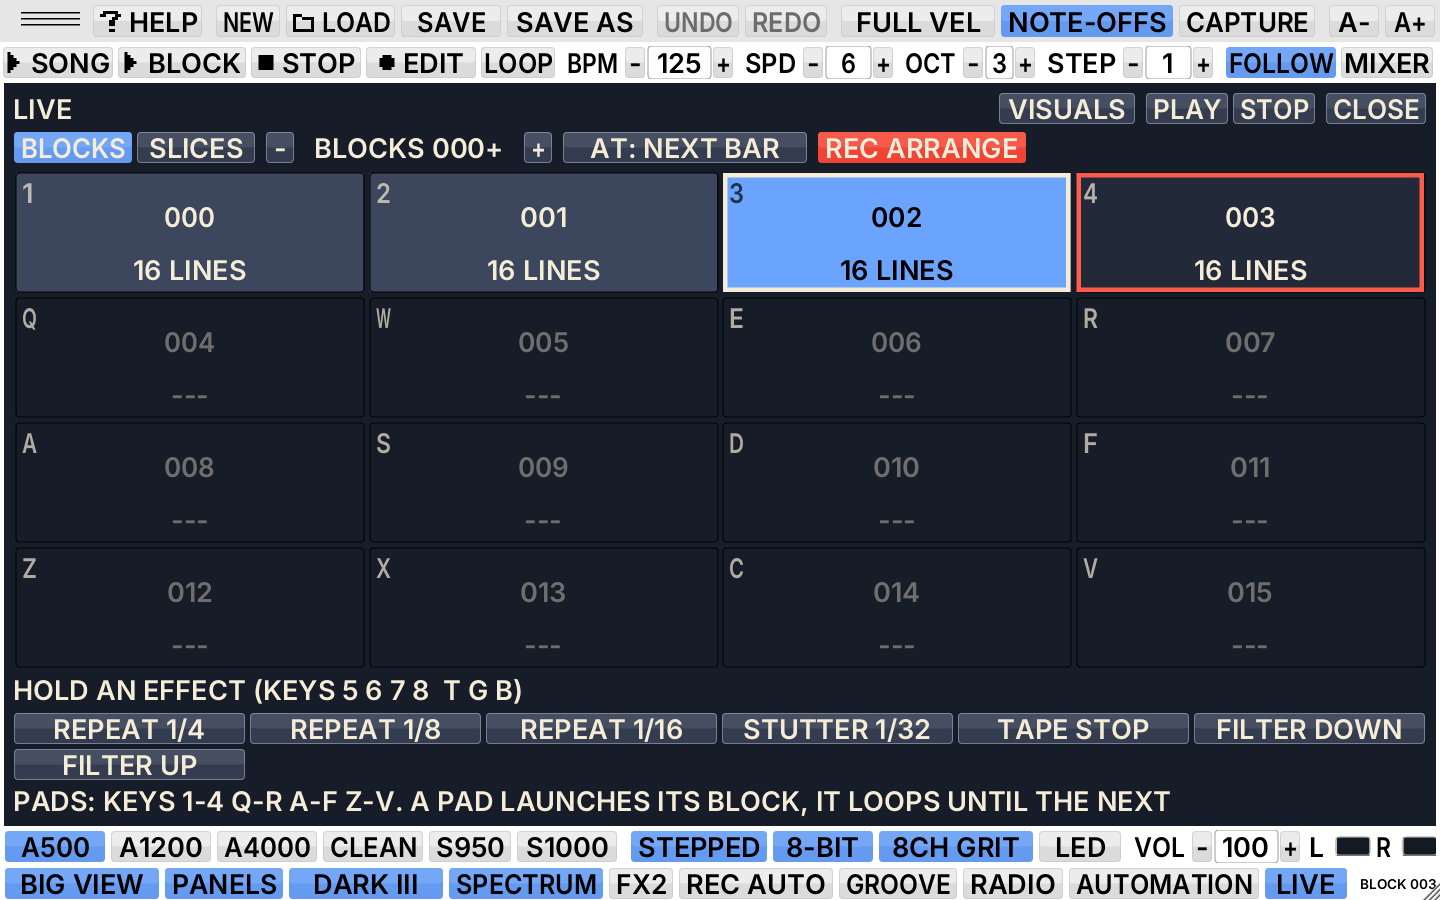 ? HELP NEW LOAD SAVE SAVE AS UNDO REDO FULL VEL NOTE-OFFS CAPTURE A- A+
SONG BLOCK STOP EDIT LOOP BPM - 125 + SPD - 6 + OCT - 3 + STEP - 1 + FOLLOW MIXER
LIVE VISUALS PLAY STOP CLOSE
BLOCKS SLICES - BLOCKS 000+ + AT: NEXT BAR REC ARRANGE
1 2 3 4
000 001 002 003
16 LINES 16 LINES 16 LINES 16 LINES
Q W E R
004 005 006 007
--- --- --- ---
A S D F
008 009 010 011
--- --- --- ---
Z X C V
012 013 014 015
--- --- --- ---
HOLD AN EFFECT (KEYS 5 6 7 8 T G B)
REPEAT 1/4 REPEAT 1/8 REPEAT 1/16 STUTTER 1/32 TAPE STOP FILTER DOWN
FILTER UP
PADS: KEYS 1-4 Q-R A-F Z-V. A PAD LAUNCHES ITS BLOCK, IT LOOPS UNTIL THE NEXT
A500 A1200 A4000 CLEAN S950 S1000 STEPPED 8-BIT 8CH GRIT LED VOL - 100 + L R
BIG VIEW PANELS DARK III SPECTRUM FX2 REC AUTO GROOVE RADIO AUTOMATION LIVE BLOCK 003